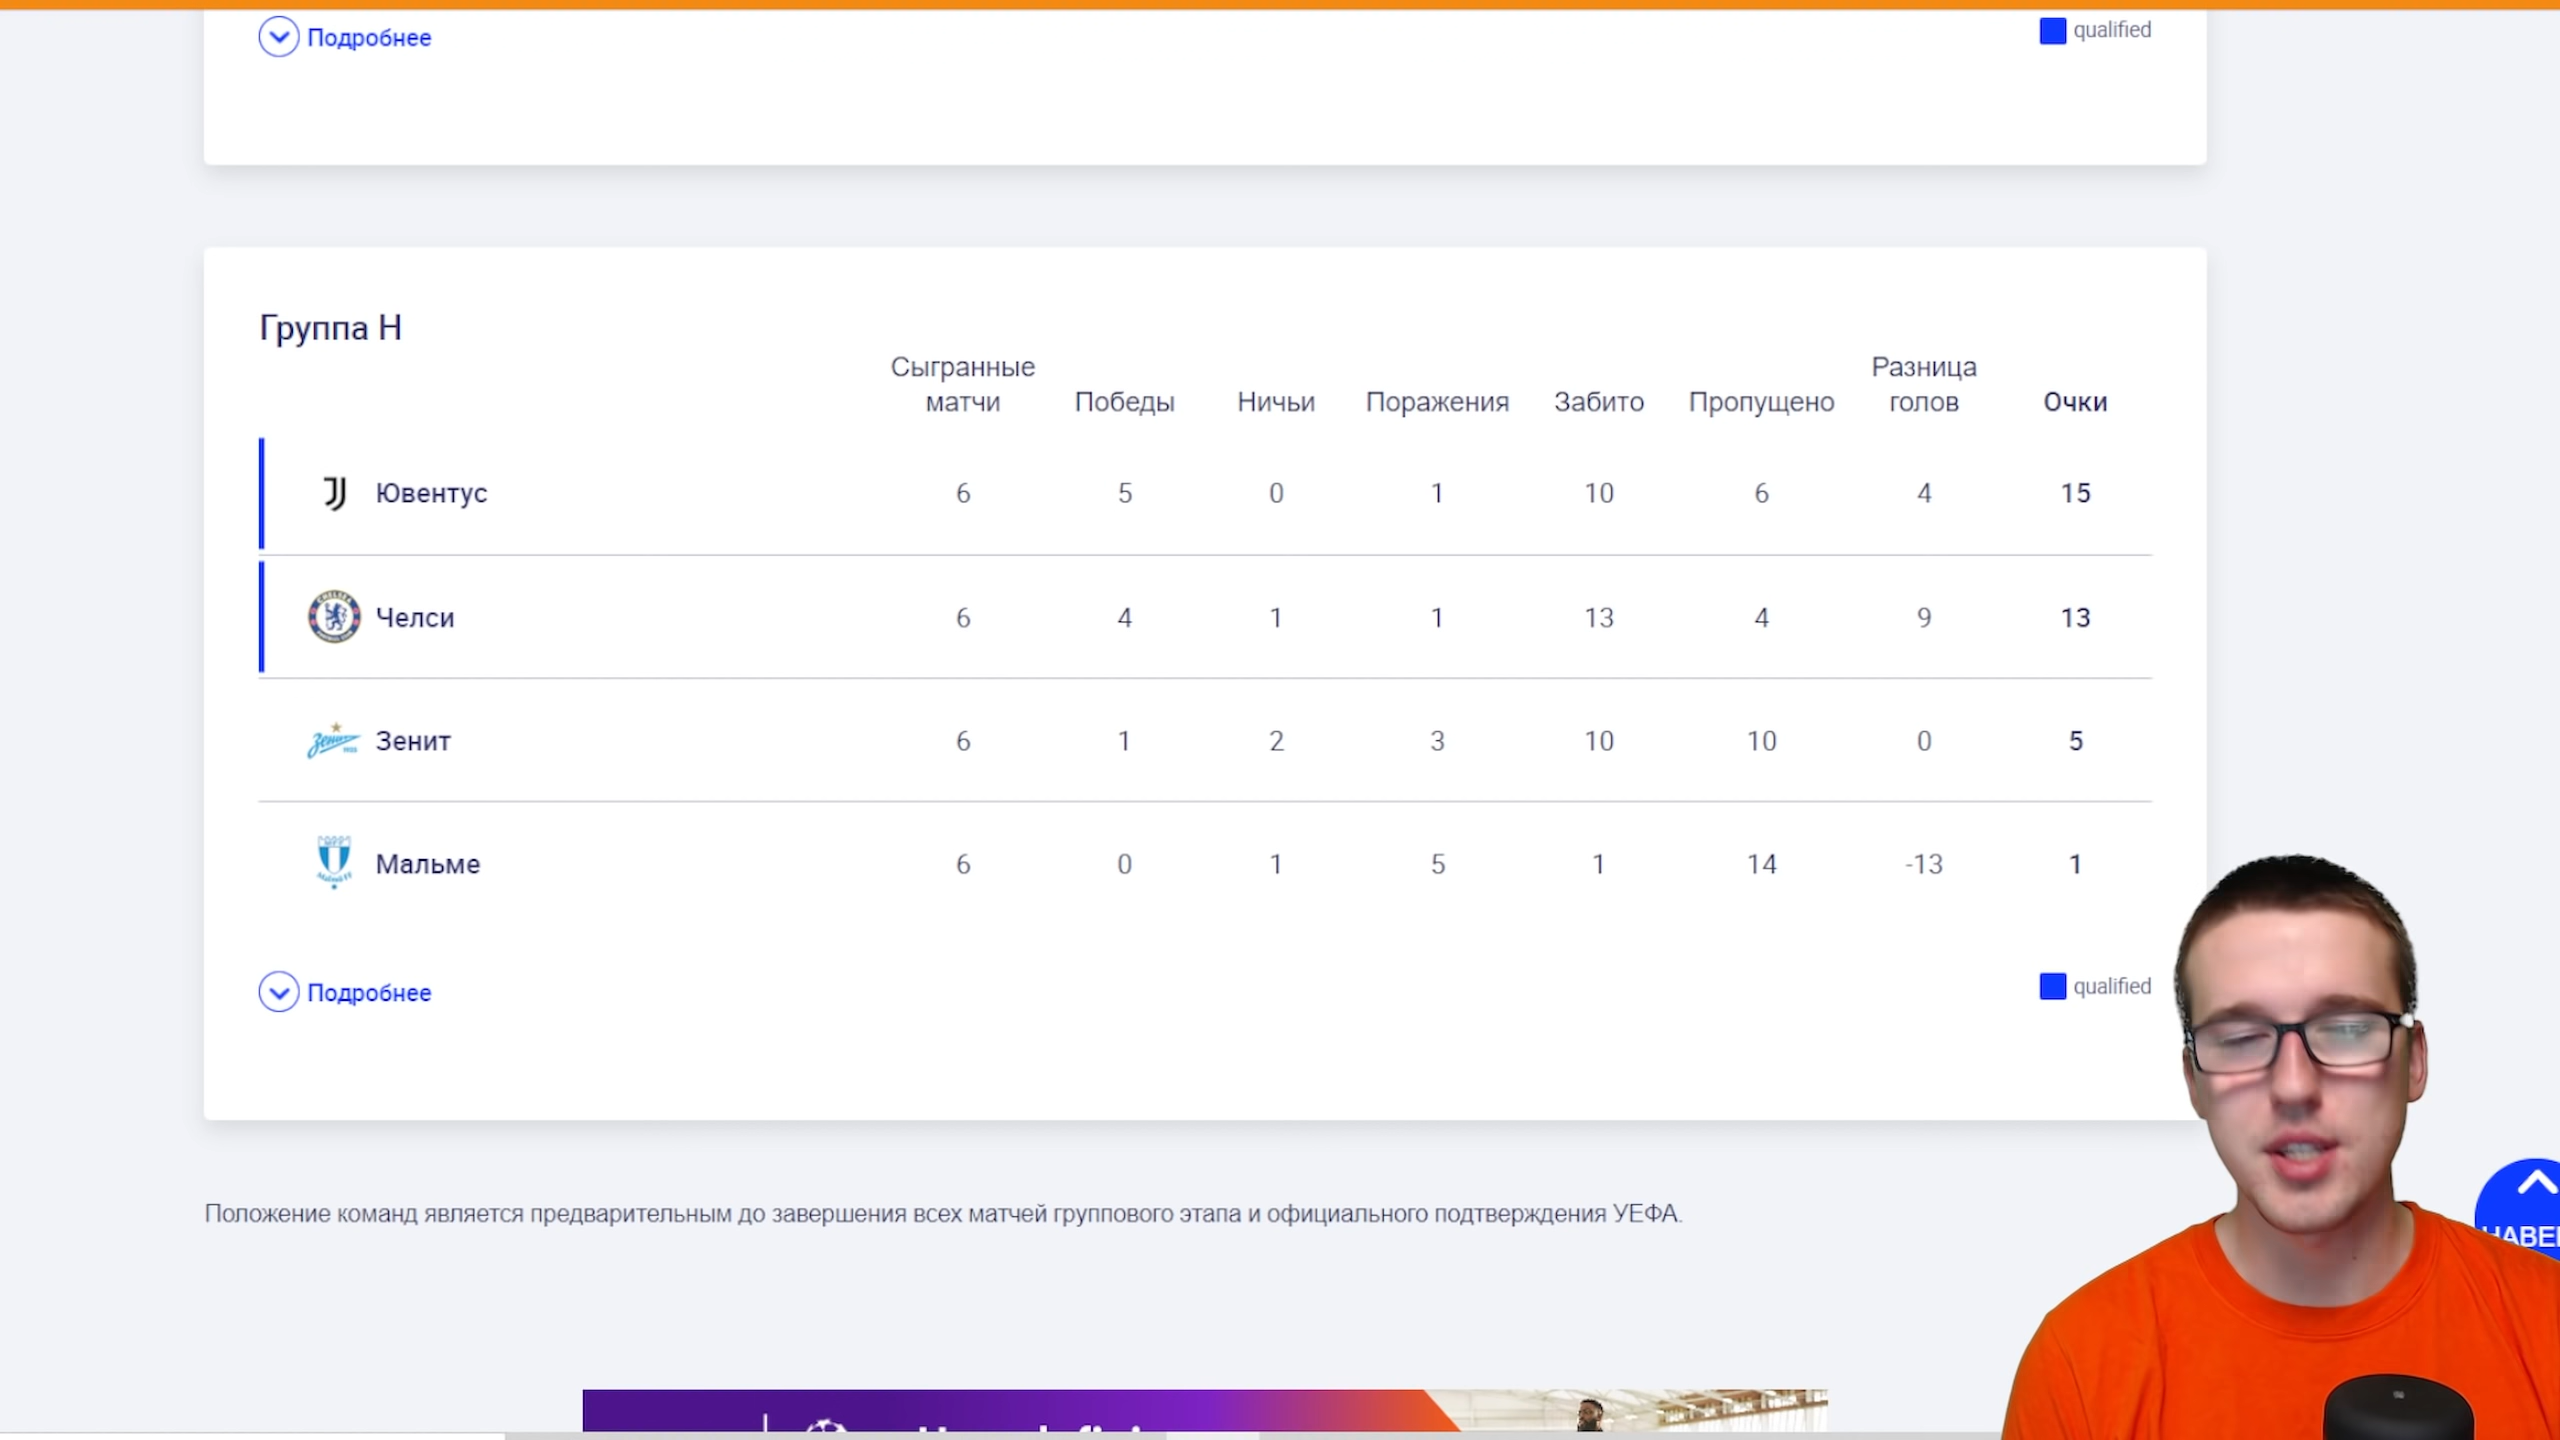 Подробнее
qualified
Группа H
Сыгранные матчи Победы Ничьи Поражения Забито Пропущено Разница голов Очки
Ювентус 6 5 0 1 10 6 4 15
Челси 6 4 1 1 13 4 9 13
Зенит 6 1 2 3 10 10 0 5
Мальме 6 0 1 5 1 14 -13 1
Подробнее
qualified
Положение команд является предварительным до завершения всех матчей группового этапа и официального подтверждения УЕФА.